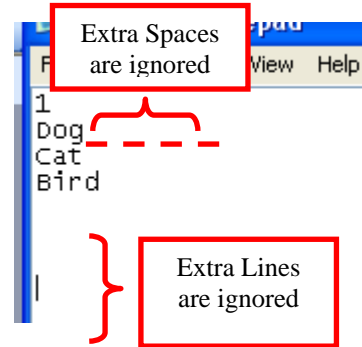 Extra Spaces
are ignored
View Help
1
Dog
Cat
Bird
Extra Lines
are ignored